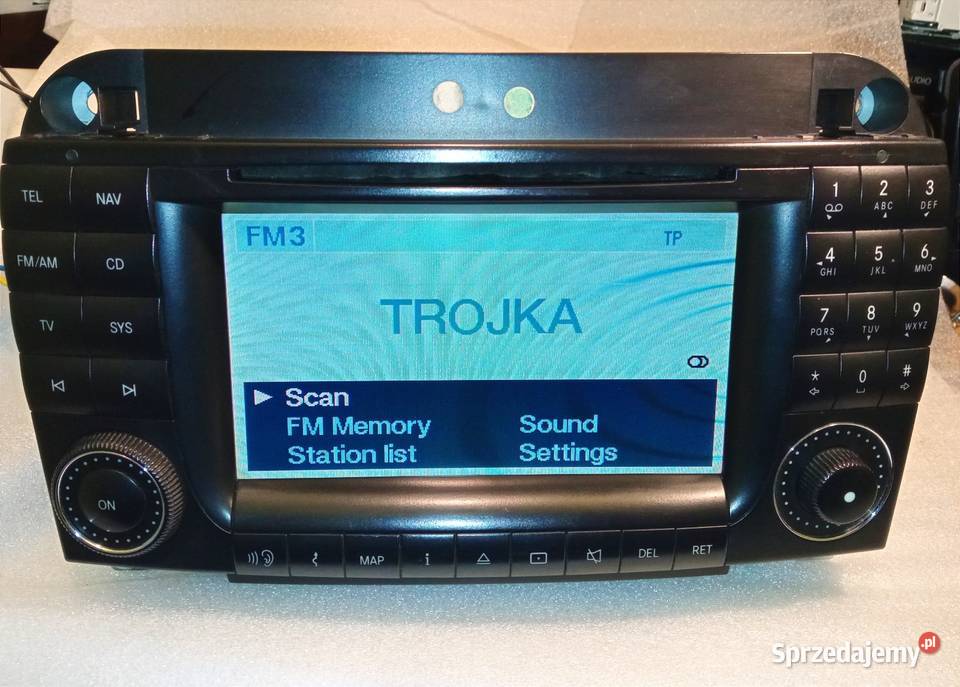 AUDIO
TEL NAV
FM/AM CD
TV SYS
ON
FM3 TP
TROJKA
Scan
FM Memory Sound
Station list Settings
1 2 ABC 3 DEF
4 GHI 5 JKL 6 MNO
7 PQRS 8 TUV 9 WXYZ
* 0 #
MAP i DEL RET
Sprzedajemy.pl